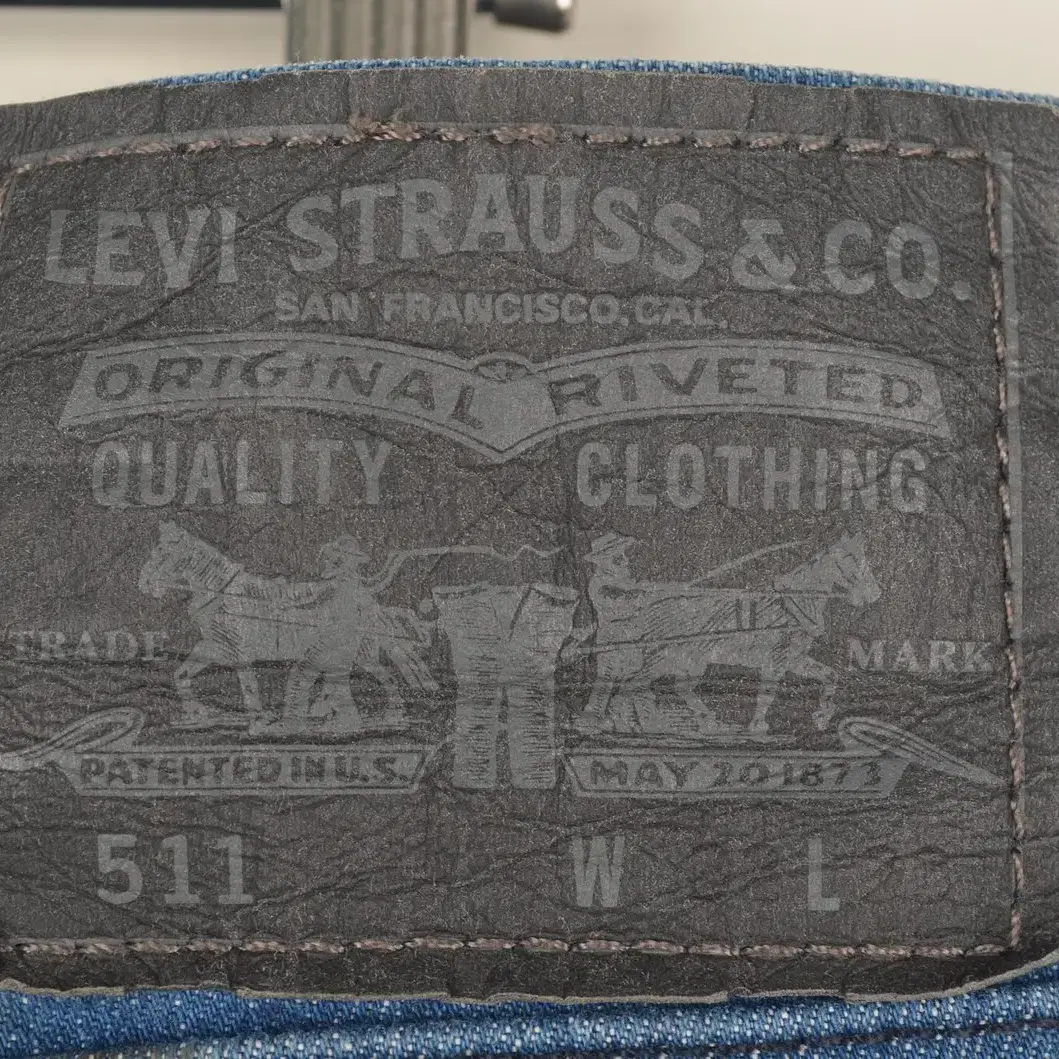 LEVI STRAUSS & CO.
SAN FRANCISCO, CAL.
ORIGINAL RIVETED
QUALITY CLOTHING
TRADE MARK
PATENTED IN U.S. MAY 20 1873
511 W L